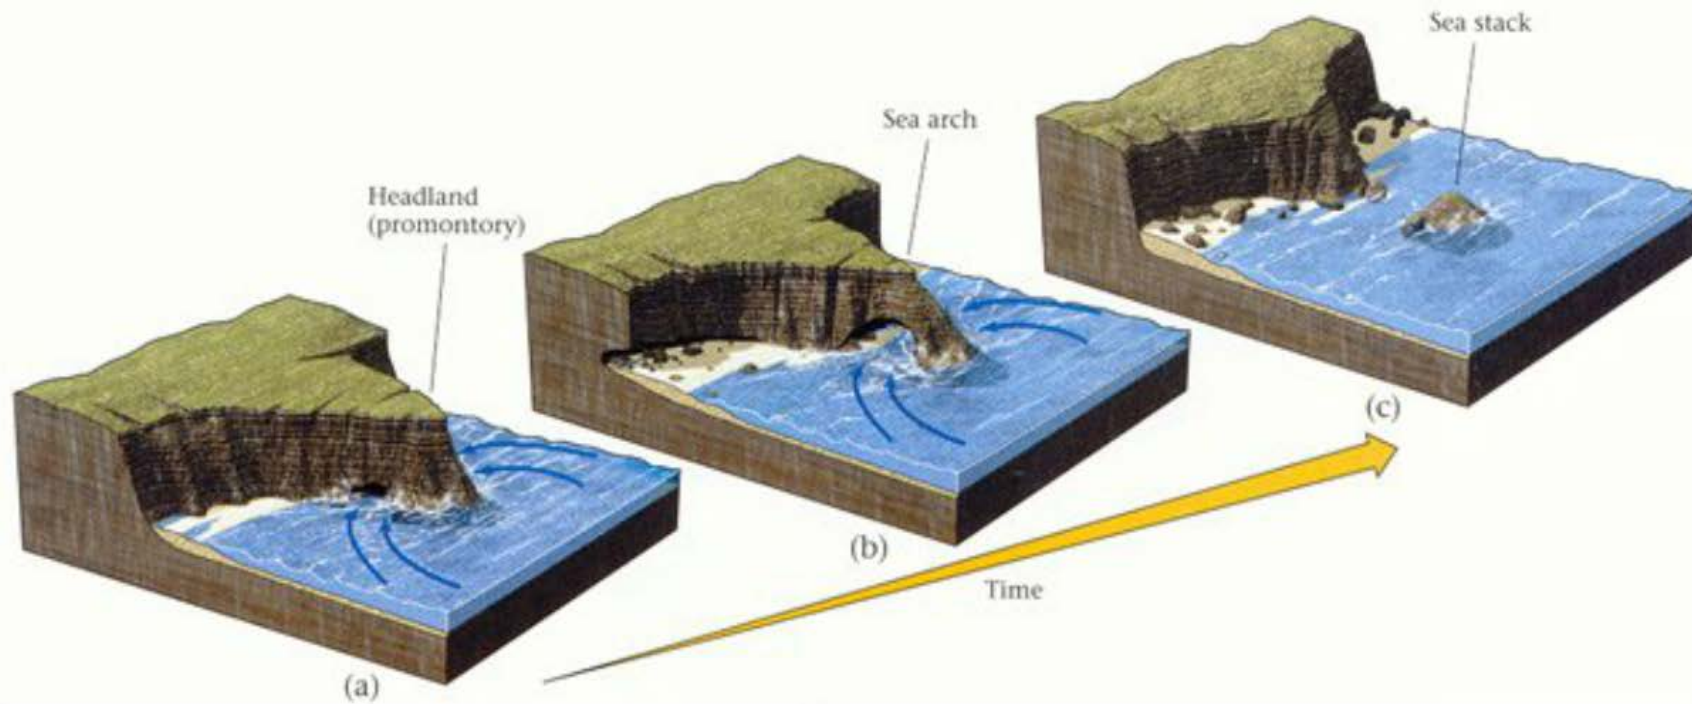 Sea stack
Sea arch
Headland
(promontory)
(c)
(b)
Time
(a)